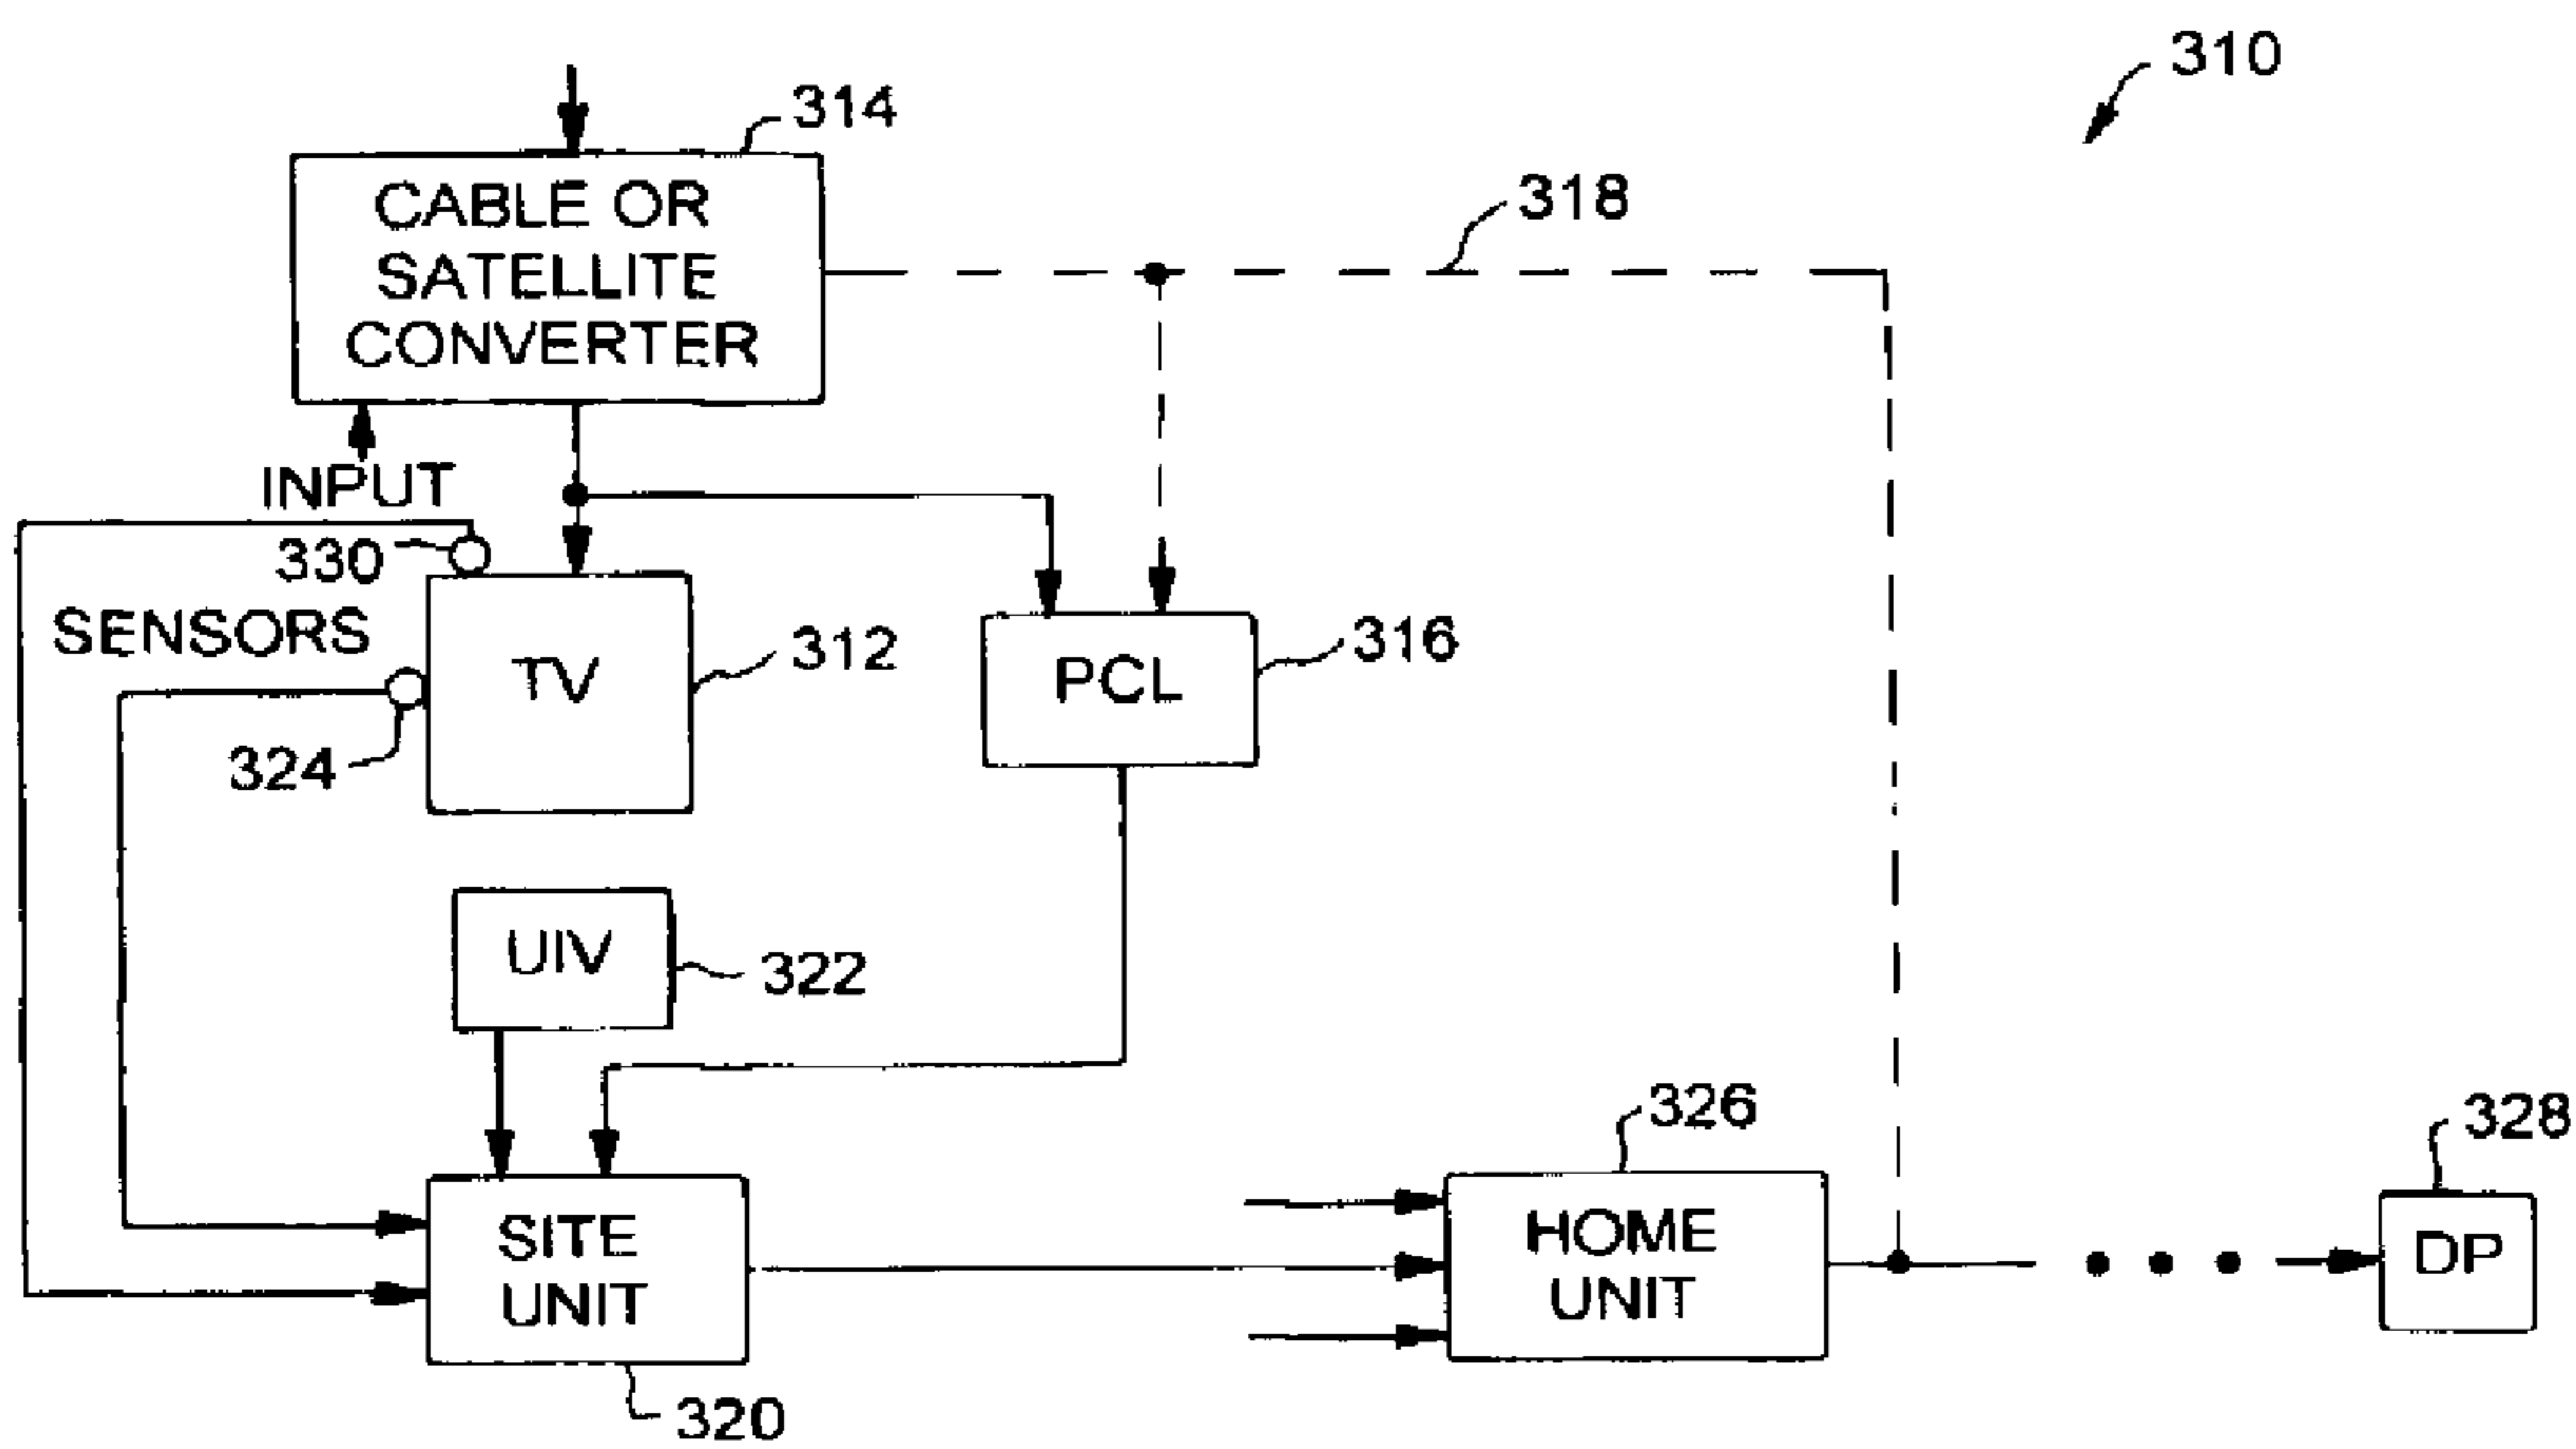 310
314
CABLE OR
SATELLITE
CONVERTER
318
INPUT
330
SENSORS
TV
312
PCL
316
324
UIV
322
326
328
SITE
UNIT
HOME
UNIT
DP
320